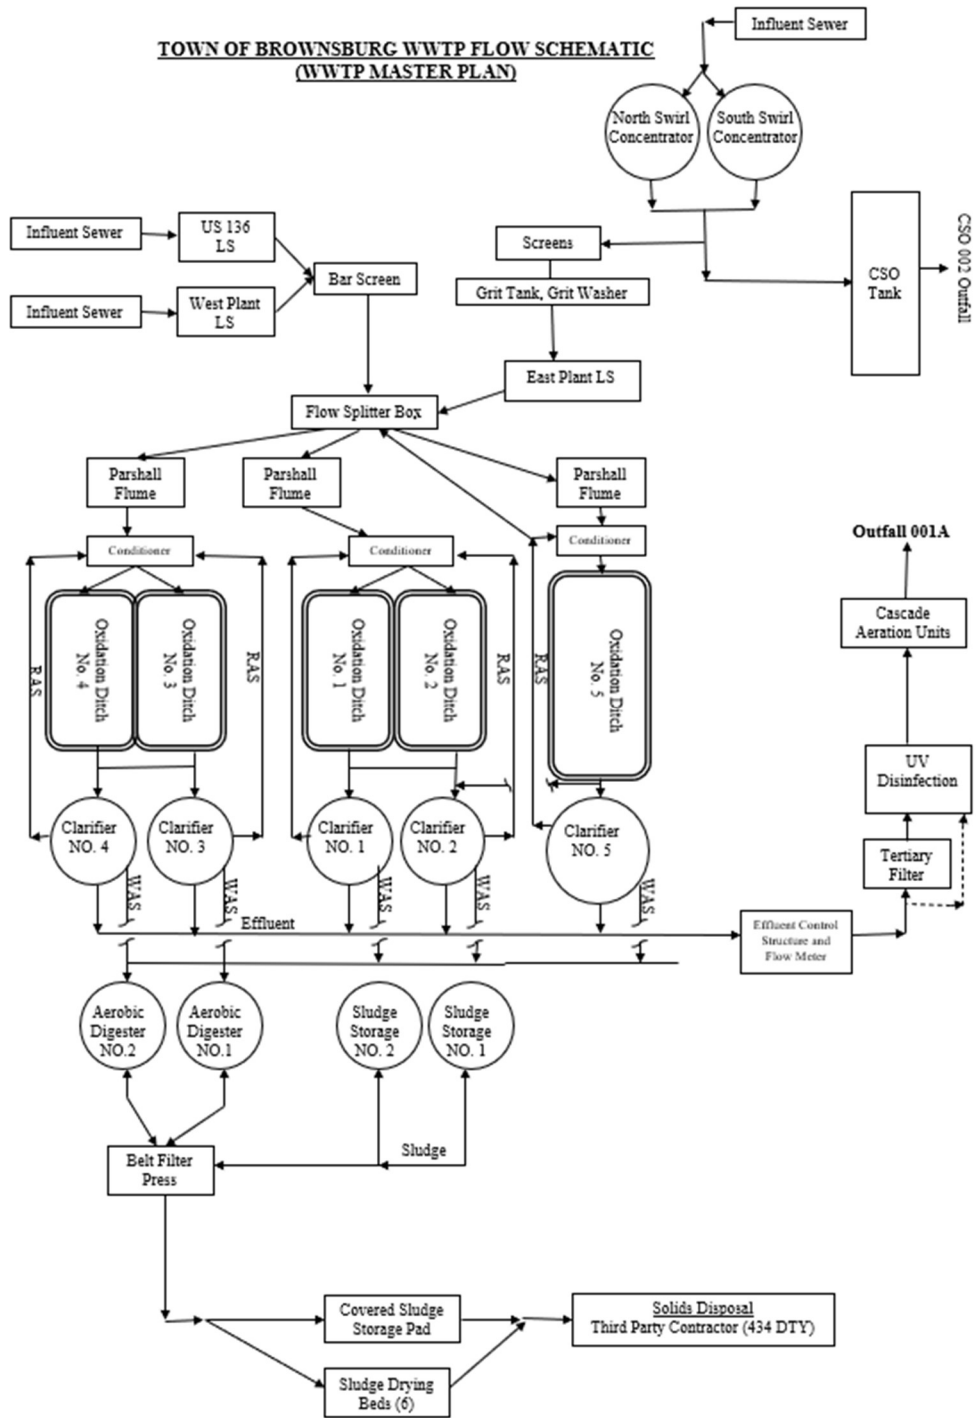 TOWN OF BROWNSBURG WWTP FLOW SCHEMATIC
(WWTP MASTER PLAN)
Influent Sewer
North Swirl
Concentrator
South Swirl
Concentrator
Influent Sewer
US 136
LS
Influent Sewer
West Plant
LS
Bar Screen
Screens
Grit Tank, Grit Washer
East Plant LS
CSO
Tank
CSO 002 Outfall
Flow Splitter Box
Parshall
Flume
Parshall
Flume
Parshall
Flume
Conditioner
Conditioner
Conditioner
RAS
Oxidation Ditch
No. 4
Oxidation Ditch
No. 3
RAS
Oxidation Ditch
No. 1
Oxidation Ditch
No. 2
RAS
RAS
Oxidation Ditch
No. 5
Clarifier
NO. 4
Clarifier
NO. 3
Clarifier
NO. 1
Clarifier
NO. 2
Clarifier
NO. 5
WAS
WAS
WAS
WAS
WAS
Effluent
Effluent Control
Structure and
Flow Meter
Outfall 001A
Cascade
Aeration Units
UV
Disinfection
Tertiary
Filter
Aerobic
Digester
NO.2
Aerobic
Digester
NO.1
Sludge
Storage
NO. 2
Sludge
Storage
NO. 1
Sludge
Belt Filter
Press
Covered Sludge
Storage Pad
Sludge Drying
Beds (6)
Solids Disposal
Third Party Contractor (434 DTY)